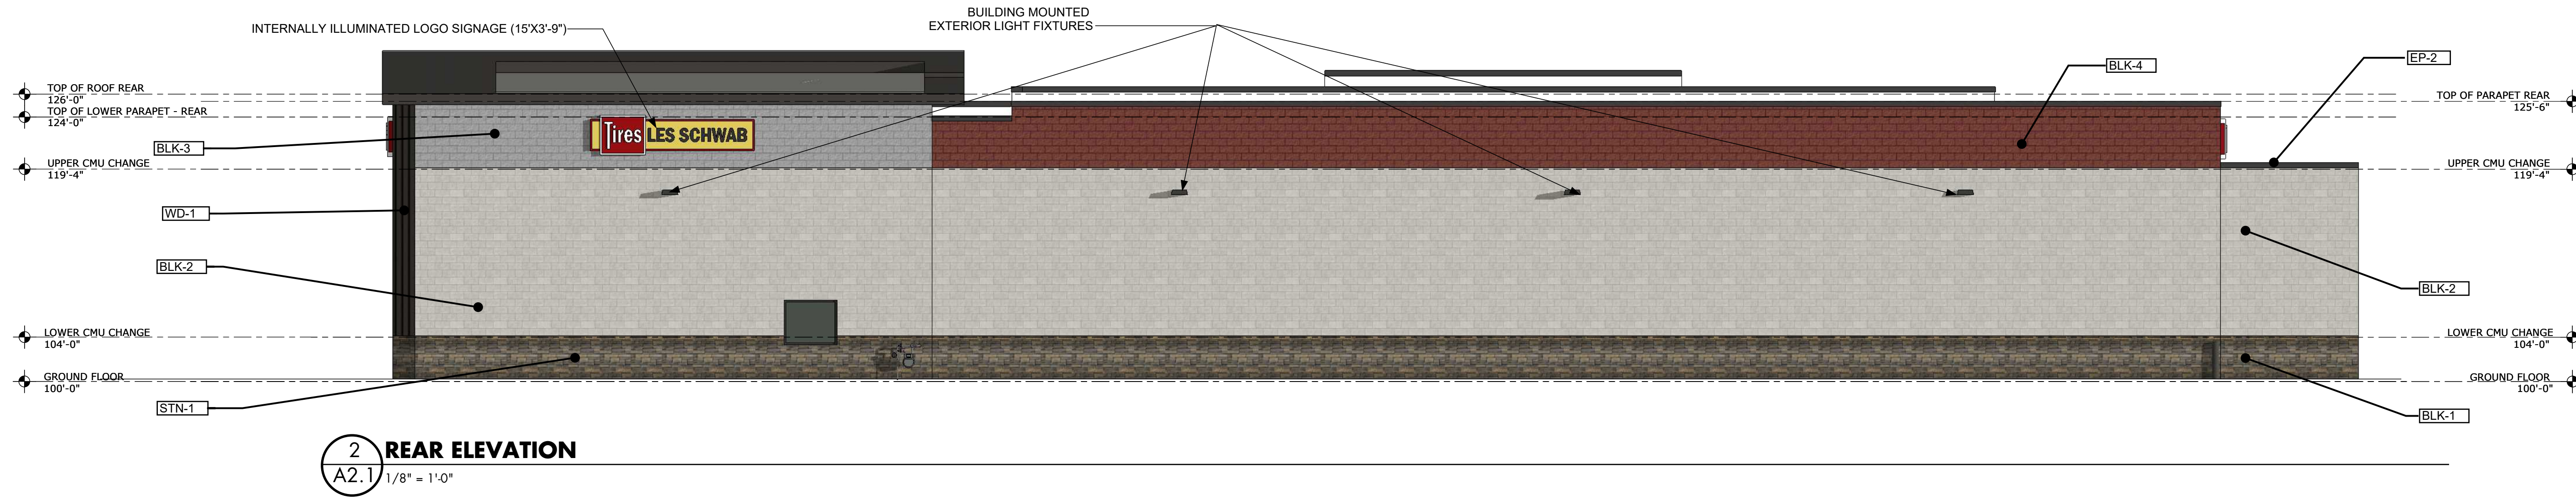 INTERNALLY ILLUMINATED LOGO SIGNAGE (15'X3'-9")
BUILDING MOUNTED
EXTERIOR LIGHT FIXTURES
EP-2
BLK-4
TOP OF ROOF REAR
126'-0"
TOP OF LOWER PARAPET - REAR
124'-0"
TOP OF PARAPET REAR
125'-6"
Tires LES SCHWAB
BLK-3
UPPER CMU CHANGE
119'-4"
UPPER CMU CHANGE
119'-4"
WD-1
BLK-2
BLK-2
LOWER CMU CHANGE
104'-0"
LOWER CMU CHANGE
104'-0"
GROUND FLOOR
100'-0"
GROUND FLOOR
100'-0"
STN-1
BLK-1
2
A2.1
REAR ELEVATION
1/8" = 1'-0"